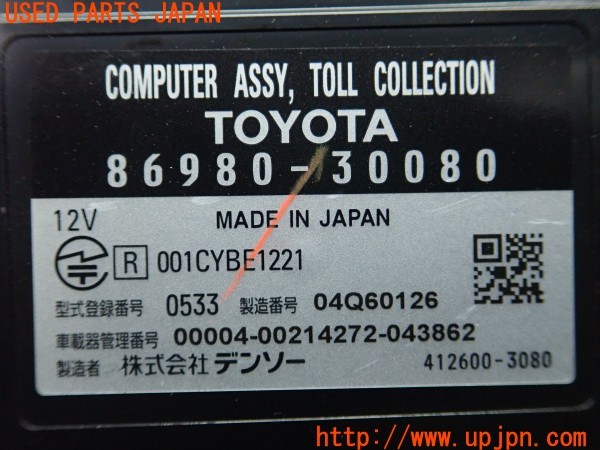 USED PARTS JAPAN
COMPUTER ASSY, TOLL COLLECTION
TOYOTA
86980-30080
12V MADE IN JAPAN
R 001CYBE1221
型式登録番号 0533 製造番号 04Q60126
車載器管理番号 00004-00214272-043862
製造者 株式会社 デンソー 412600-3080
http://www.upjpn.com/